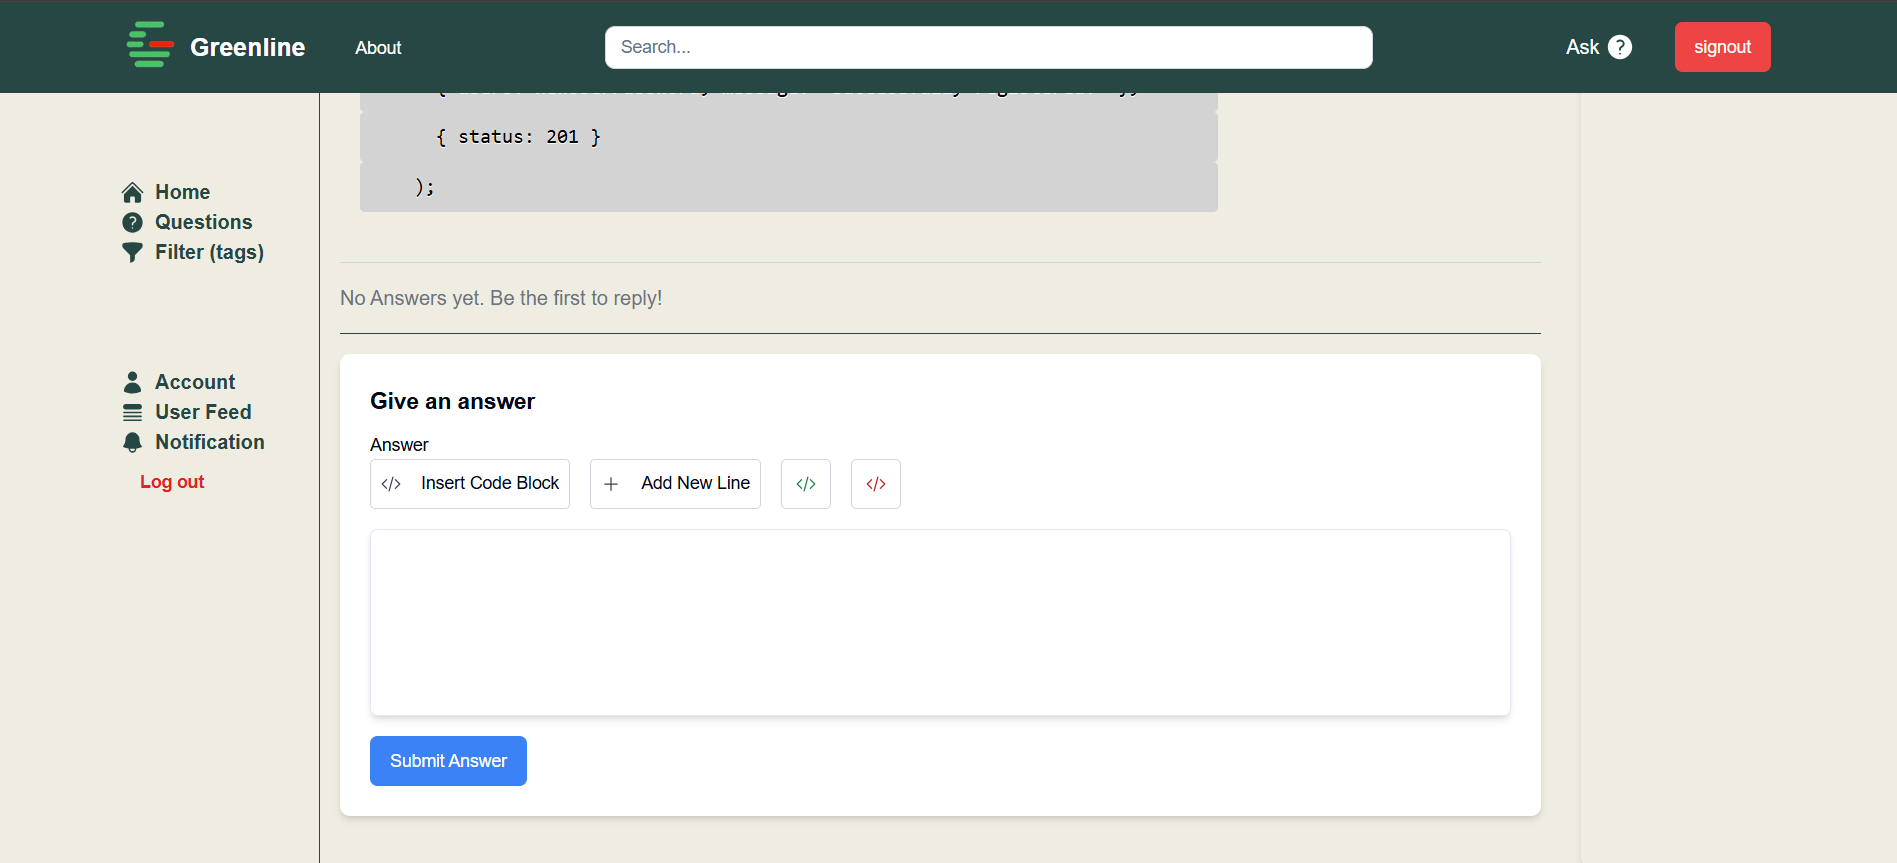 Greenline
About
Search...
Ask
signout
{ status: 201 }
);
Home
Questions
Filter (tags)
No Answers yet. Be the first to reply!
Account
User Feed
Notification
Log out
Give an answer
Answer
</> Insert Code Block
+ Add New Line
</>
</>
Submit Answer